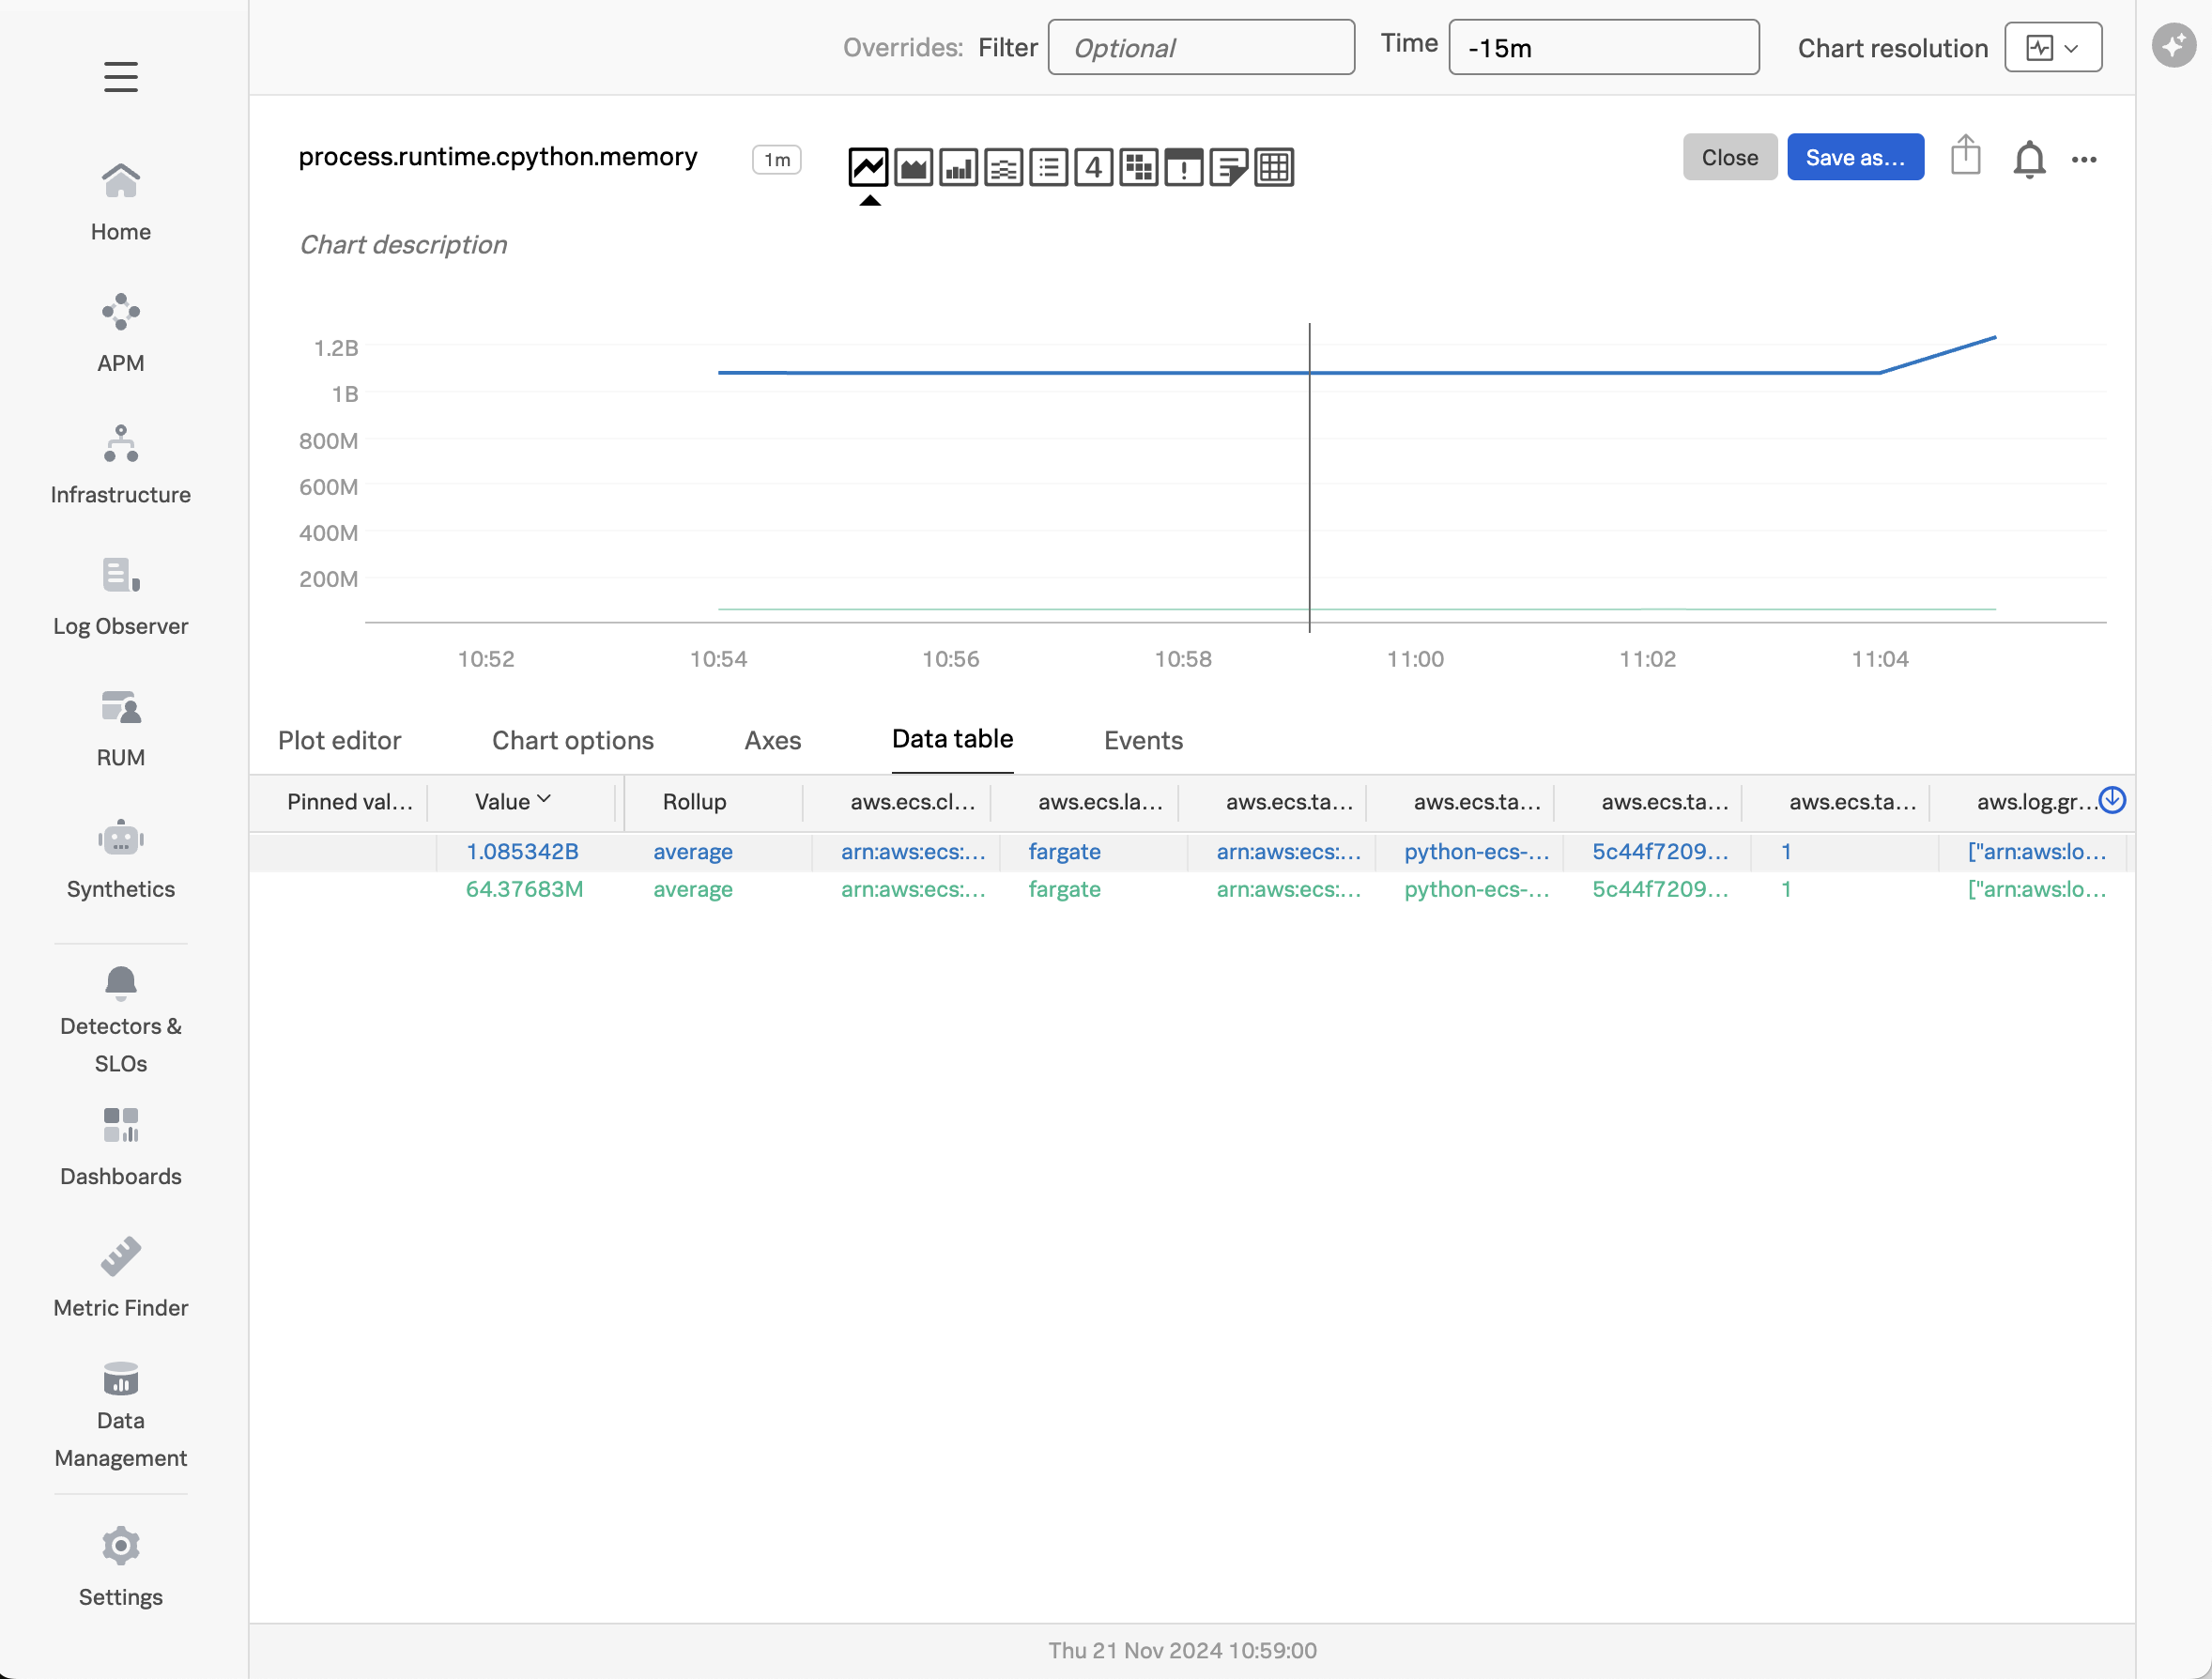 Overrides: Filter Optional Time -15m Chart resolution
process.runtime.cpython.memory 1m 4 Close Save as...
Chart description
1.2B
1B
800M
600M
400M
200M
10:52 10:54 10:56 10:58 11:00 11:02 11:04
Plot editor Chart options Axes Data table Events
Pinned val... Value Rollup aws.ecs.cl... aws.ecs.la... aws.ecs.ta... aws.ecs.ta... aws.ecs.ta... aws.ecs.ta... aws.log.gr...
1.085342B average arn:aws:ecs:... fargate arn:aws:ecs:... python-ecs-... 5c44f7209... 1 ["arn:aws:lo...
64.37683M average arn:aws:ecs:... fargate arn:aws:ecs:... python-ecs-... 5c44f7209... 1 ["arn:aws:lo...
Home
APM
Infrastructure
Log Observer
RUM
Synthetics
Detectors &
SLOs
Dashboards
Metric Finder
Data
Management
Settings
Thu 21 Nov 2024 10:59:00